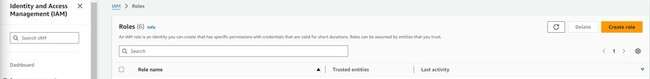 Identity and Access Management (IAM)
Search IAM
Dashboard
IAM > Roles
Roles (6) Info
Delete
Create role
An IAM role is an identity you can create that has specific permissions with credentials that are valid for short durations. Roles can be assumed by entities that you trust.
Search
1
Role name
Trusted entities
Last activity